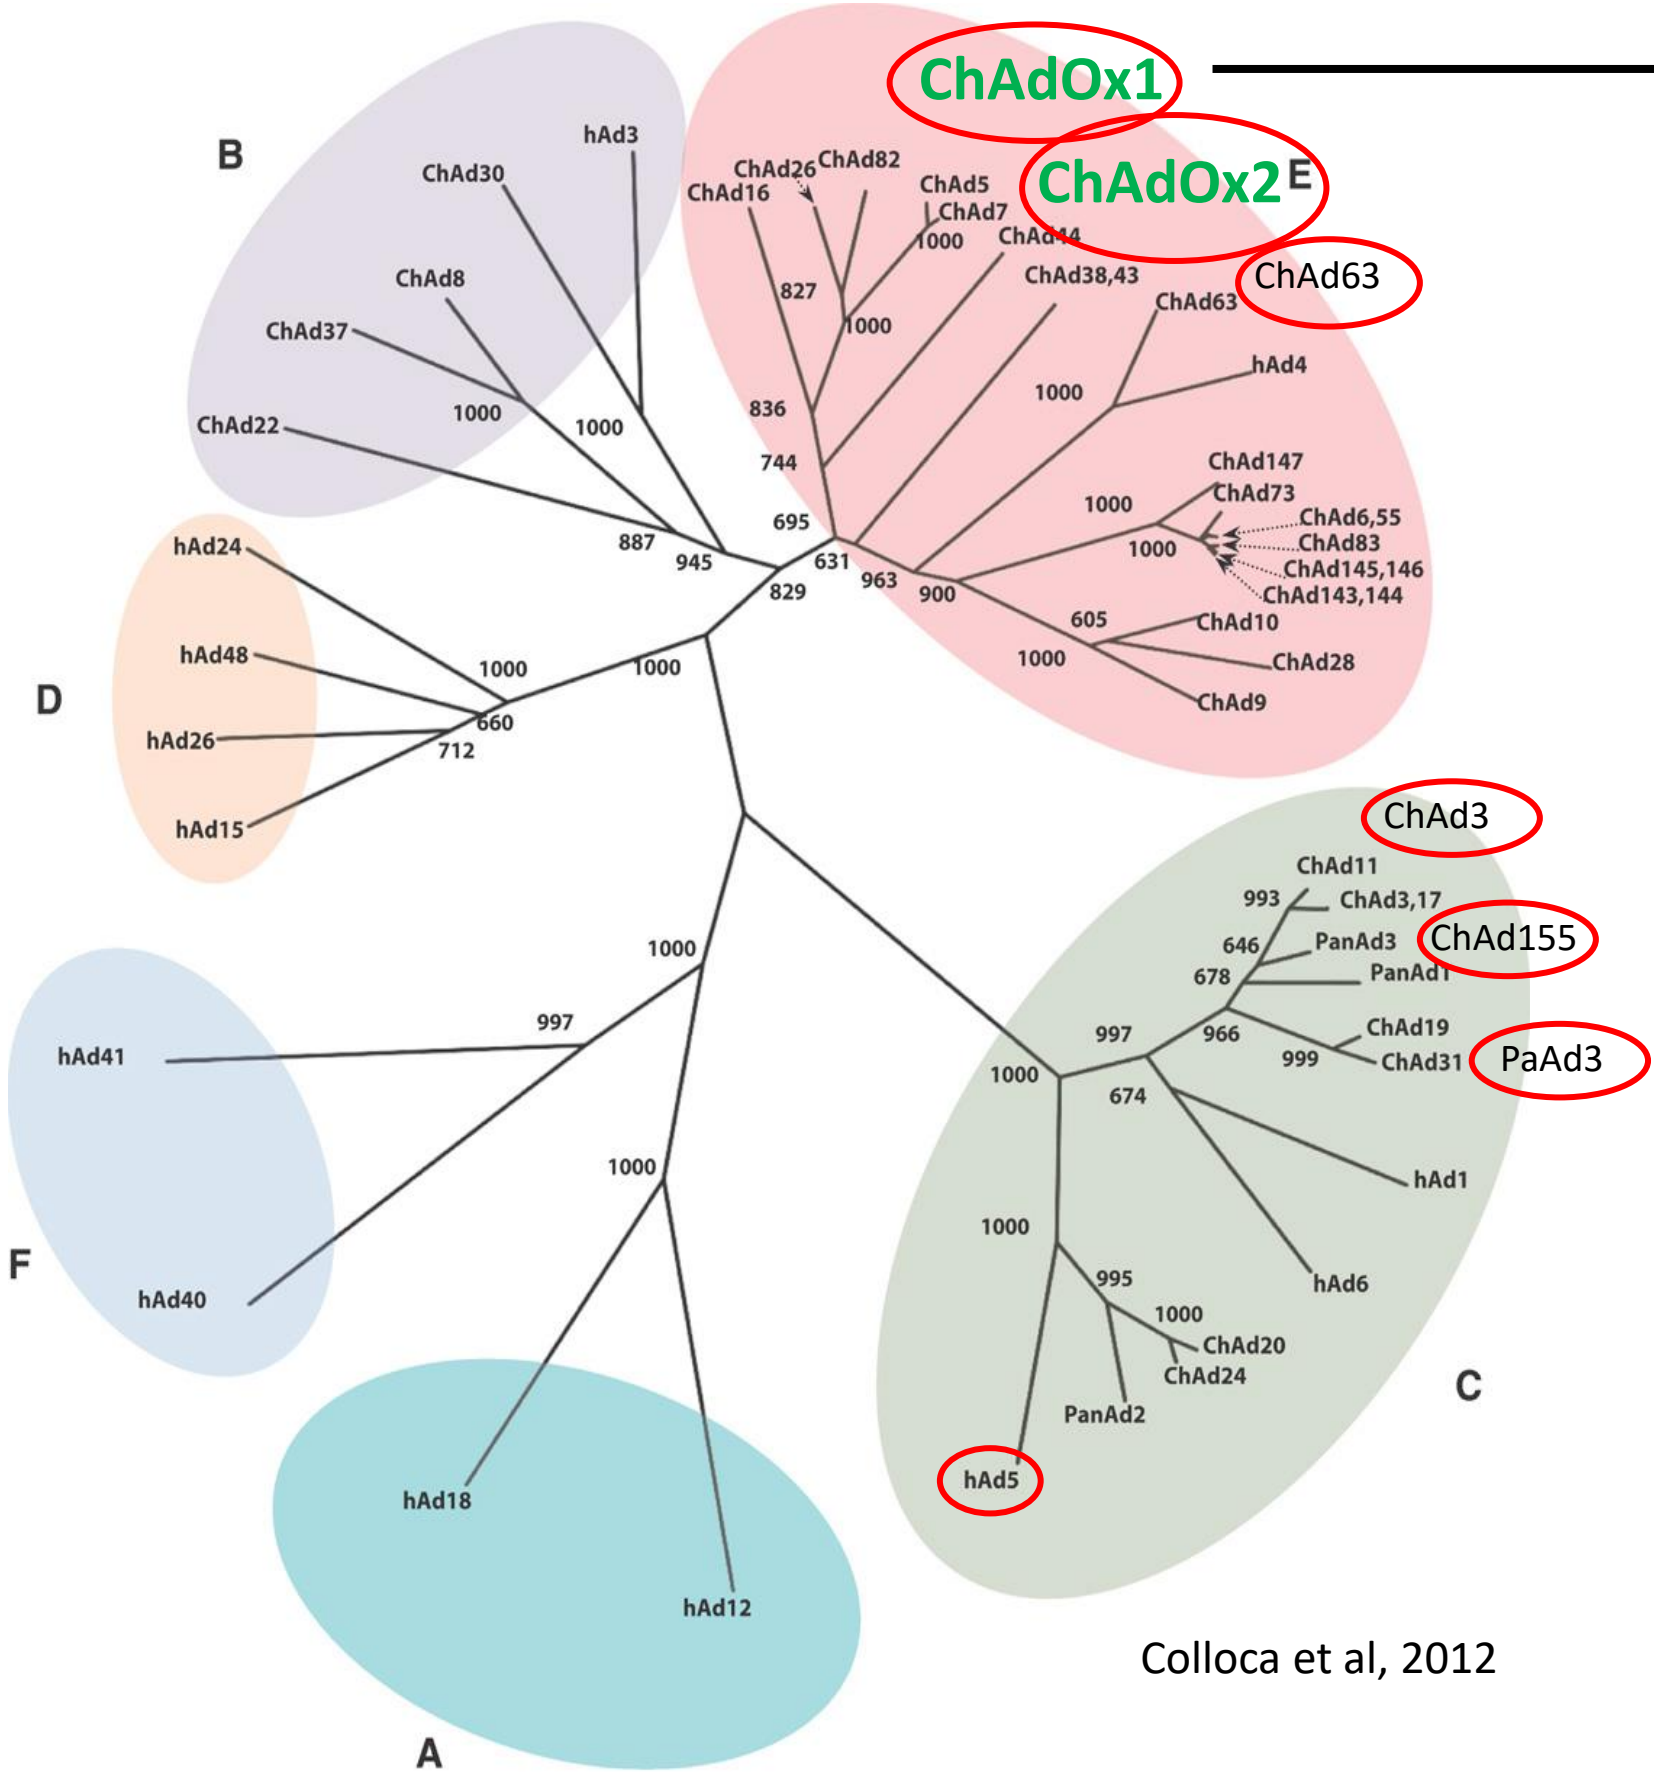 ChAdOx1
ChAdOx2
E
B
hAd3
ChAd30
ChAd26
ChAd82
ChAd16
ChAd5
ChAd7
1000
ChAd44
ChAd38,43
ChAd63
ChAd63
ChAd8
827
1000
ChAd37
hAd4
1000
ChAd22
1000
1000
836
744
ChAd147
ChAd73
1000
ChAd6,55
695
ChAd83
1000
887
945
631
963
ChAd145,146
829
900
ChAd143,144
hAd24
605
ChAd10
hAd48
1000
1000
1000
ChAd28
D
660
ChAd9
hAd26
712
hAd15
ChAd3
ChAd11
993
ChAd3,17
646
PanAd3
ChAd155
1000
678
PanAd1
997
997
966
ChAd19
hAd41
999
ChAd31
PaAd3
1000
674
1000
hAd1
1000
F
995
hAd6
hAd40
1000
ChAd20
ChAd24
C
PanAd2
hAd5
hAd18
hAd12
Colloca et al, 2012
A